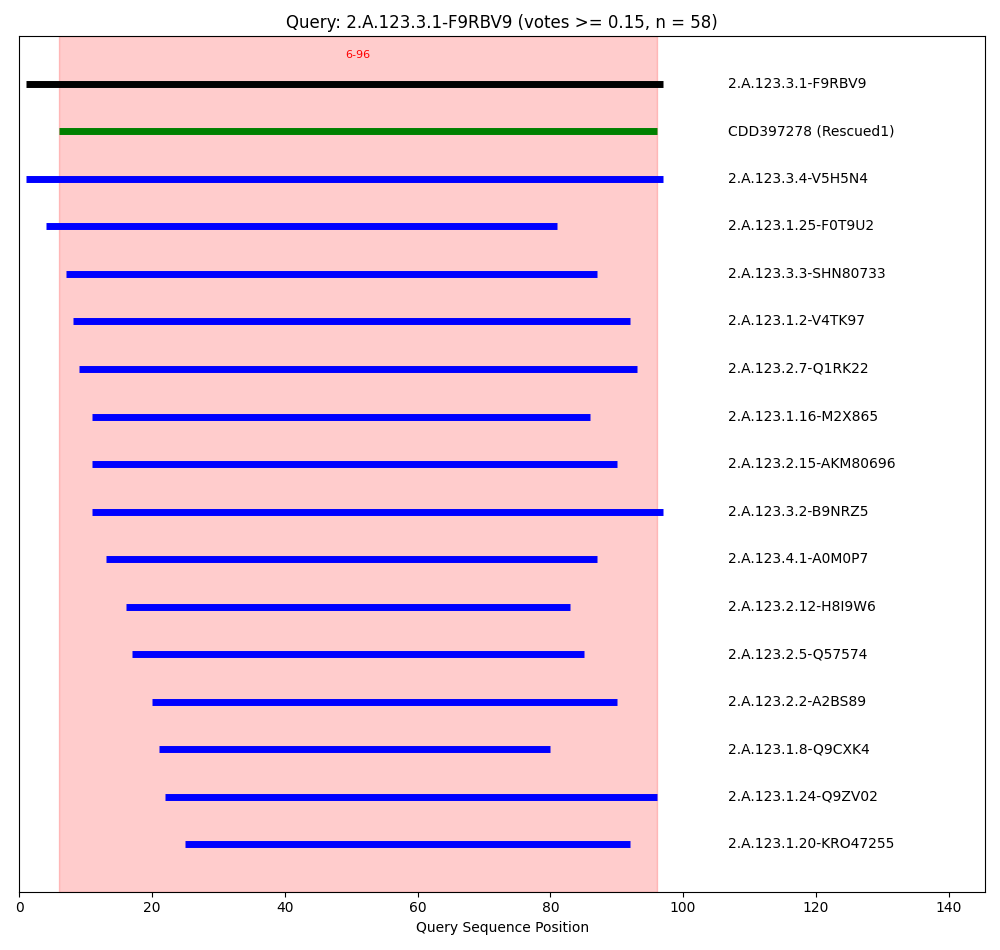 Query: 2.A.123.3.1-F9RBV9 (votes >= 0.15, n = 58)
6-96
2.A.123.3.1-F9RBV9
CDD397278 (Rescued1)
2.A.123.3.4-V5H5N4
2.A.123.1.25-F0T9U2
2.A.123.3.3-SHN80733
2.A.123.1.2-V4TK97
2.A.123.2.7-Q1RK22
2.A.123.1.16-M2X865
2.A.123.2.15-AKM80696
2.A.123.3.2-B9NRZ5
2.A.123.4.1-A0M0P7
2.A.123.2.12-H8I9W6
2.A.123.2.5-Q57574
2.A.123.2.2-A2BS89
2.A.123.1.8-Q9CXK4
2.A.123.1.24-Q9ZV02
2.A.123.1.20-KRO47255
0 20 40 60 80 100 120 140
Query Sequence Position